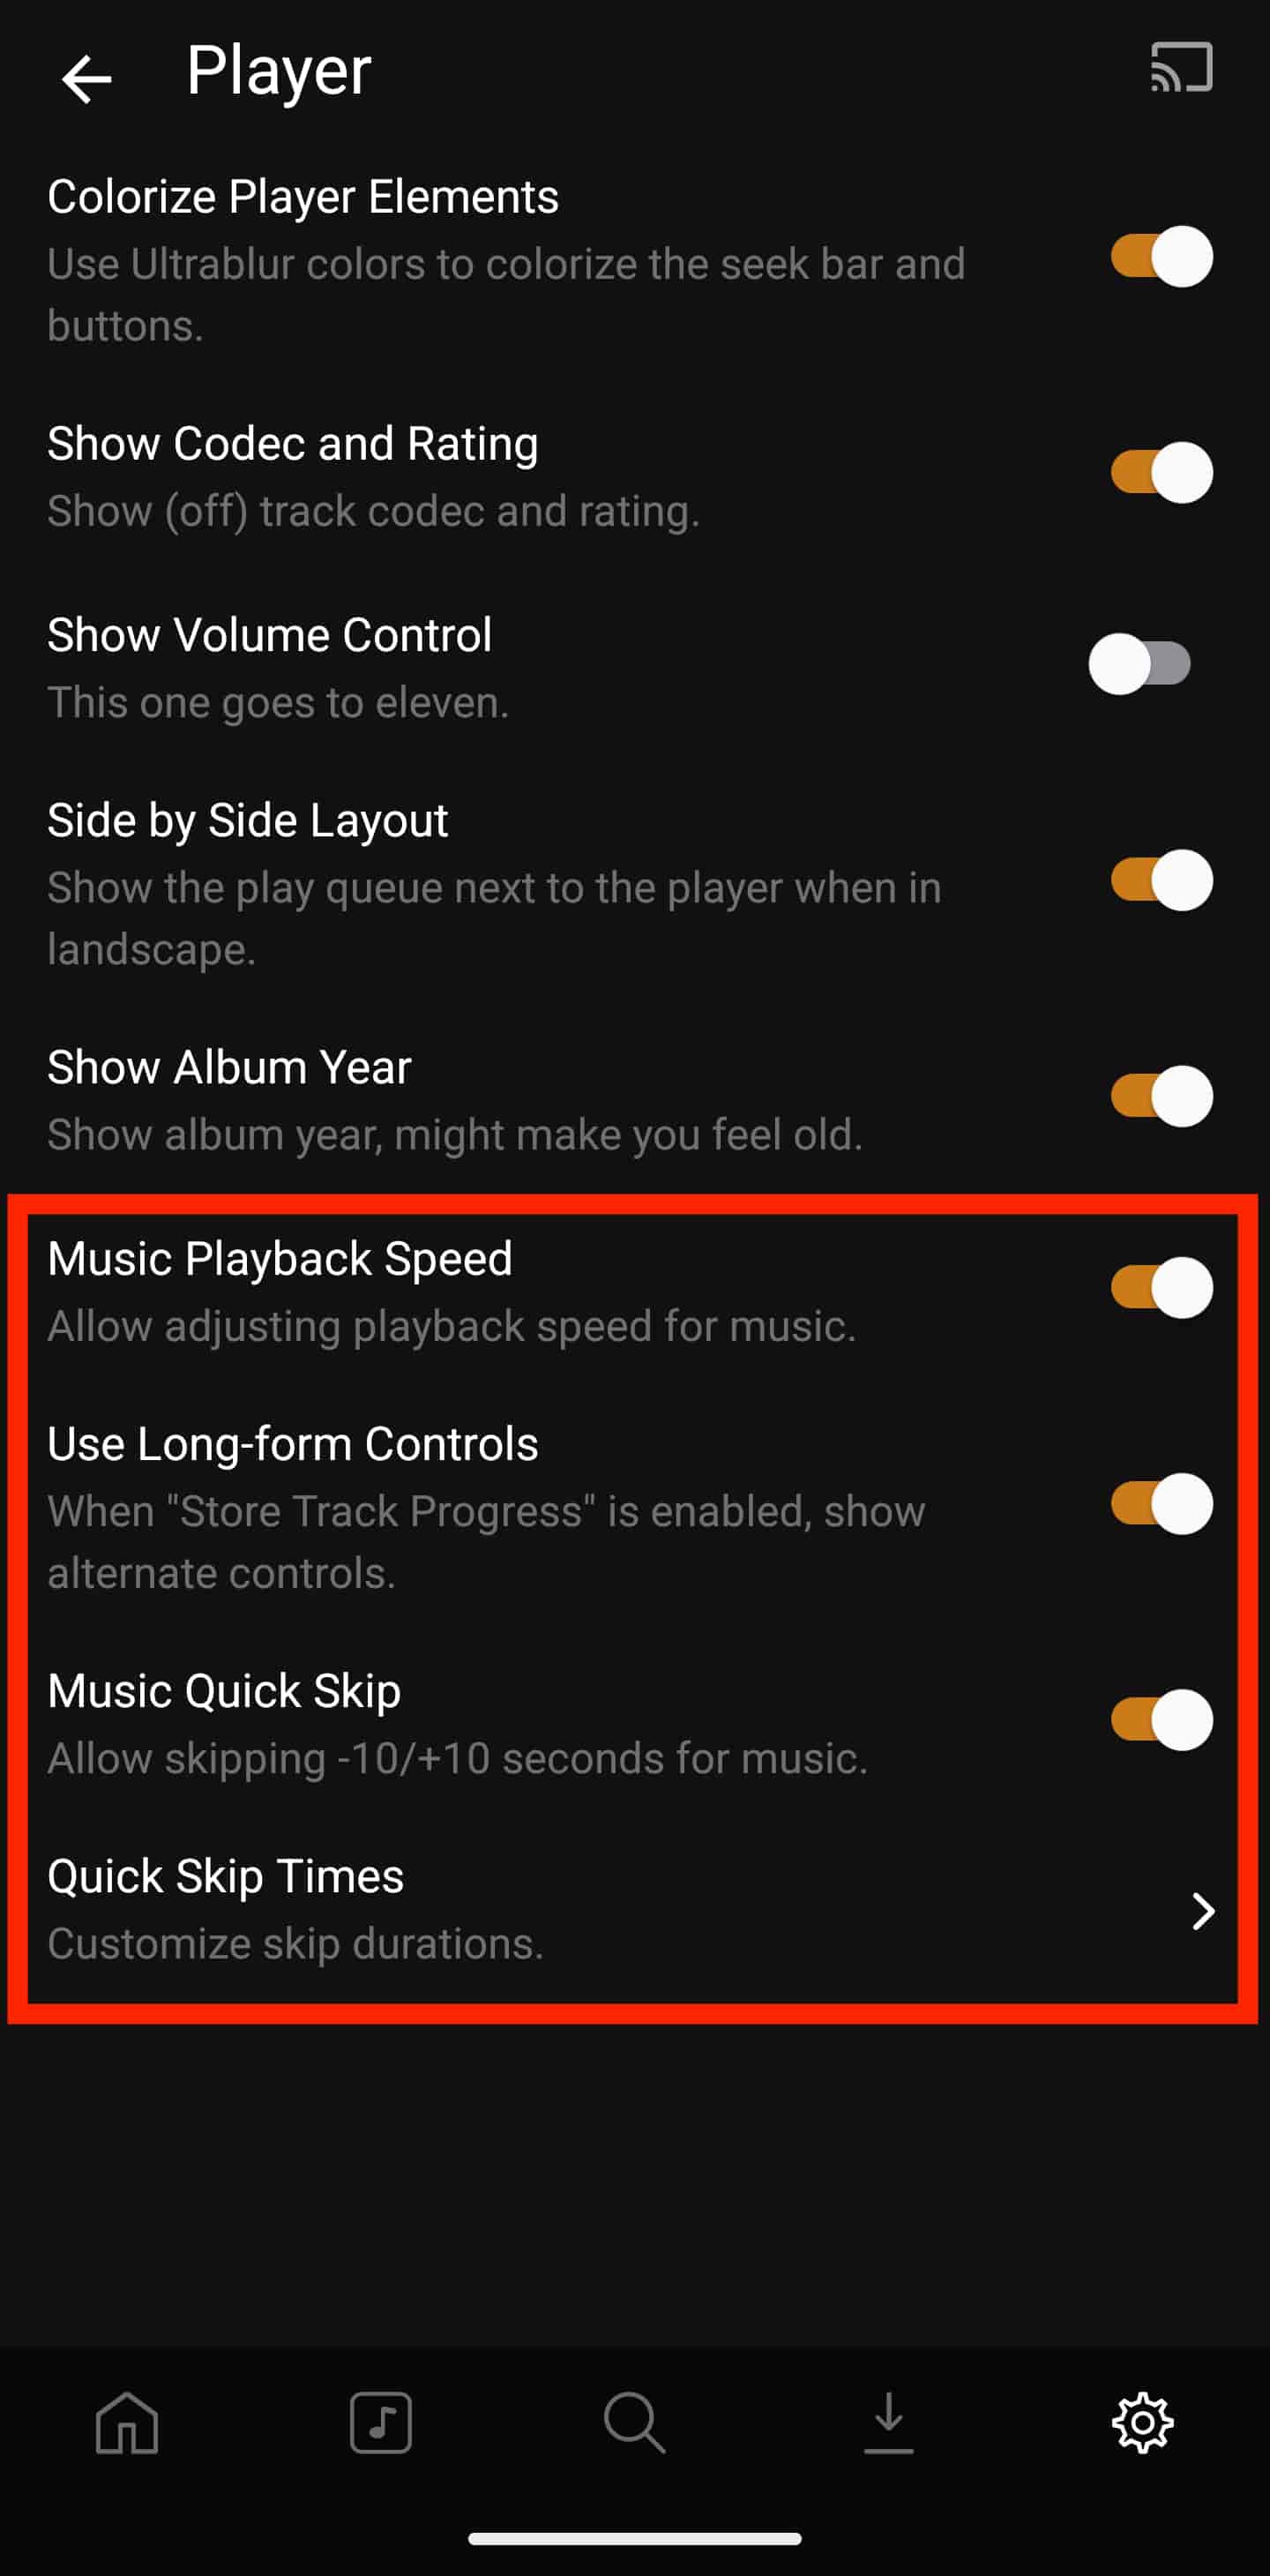 Player
Colorize Player Elements
Use Ultrablur colors to colorize the seek bar and
buttons.
Show Codec and Rating
Show (off) track codec and rating.
Show Volume Control
This one goes to eleven.
Side by Side Layout
Show the play queue next to the player when in
landscape.
Show Album Year
Show album year, might make you feel old.
Music Playback Speed
Allow adjusting playback speed for music.
Use Long-form Controls
When "Store Track Progress" is enabled, show
alternate controls.
Music Quick Skip
Allow skipping -10/+10 seconds for music.
Quick Skip Times
Customize skip durations.